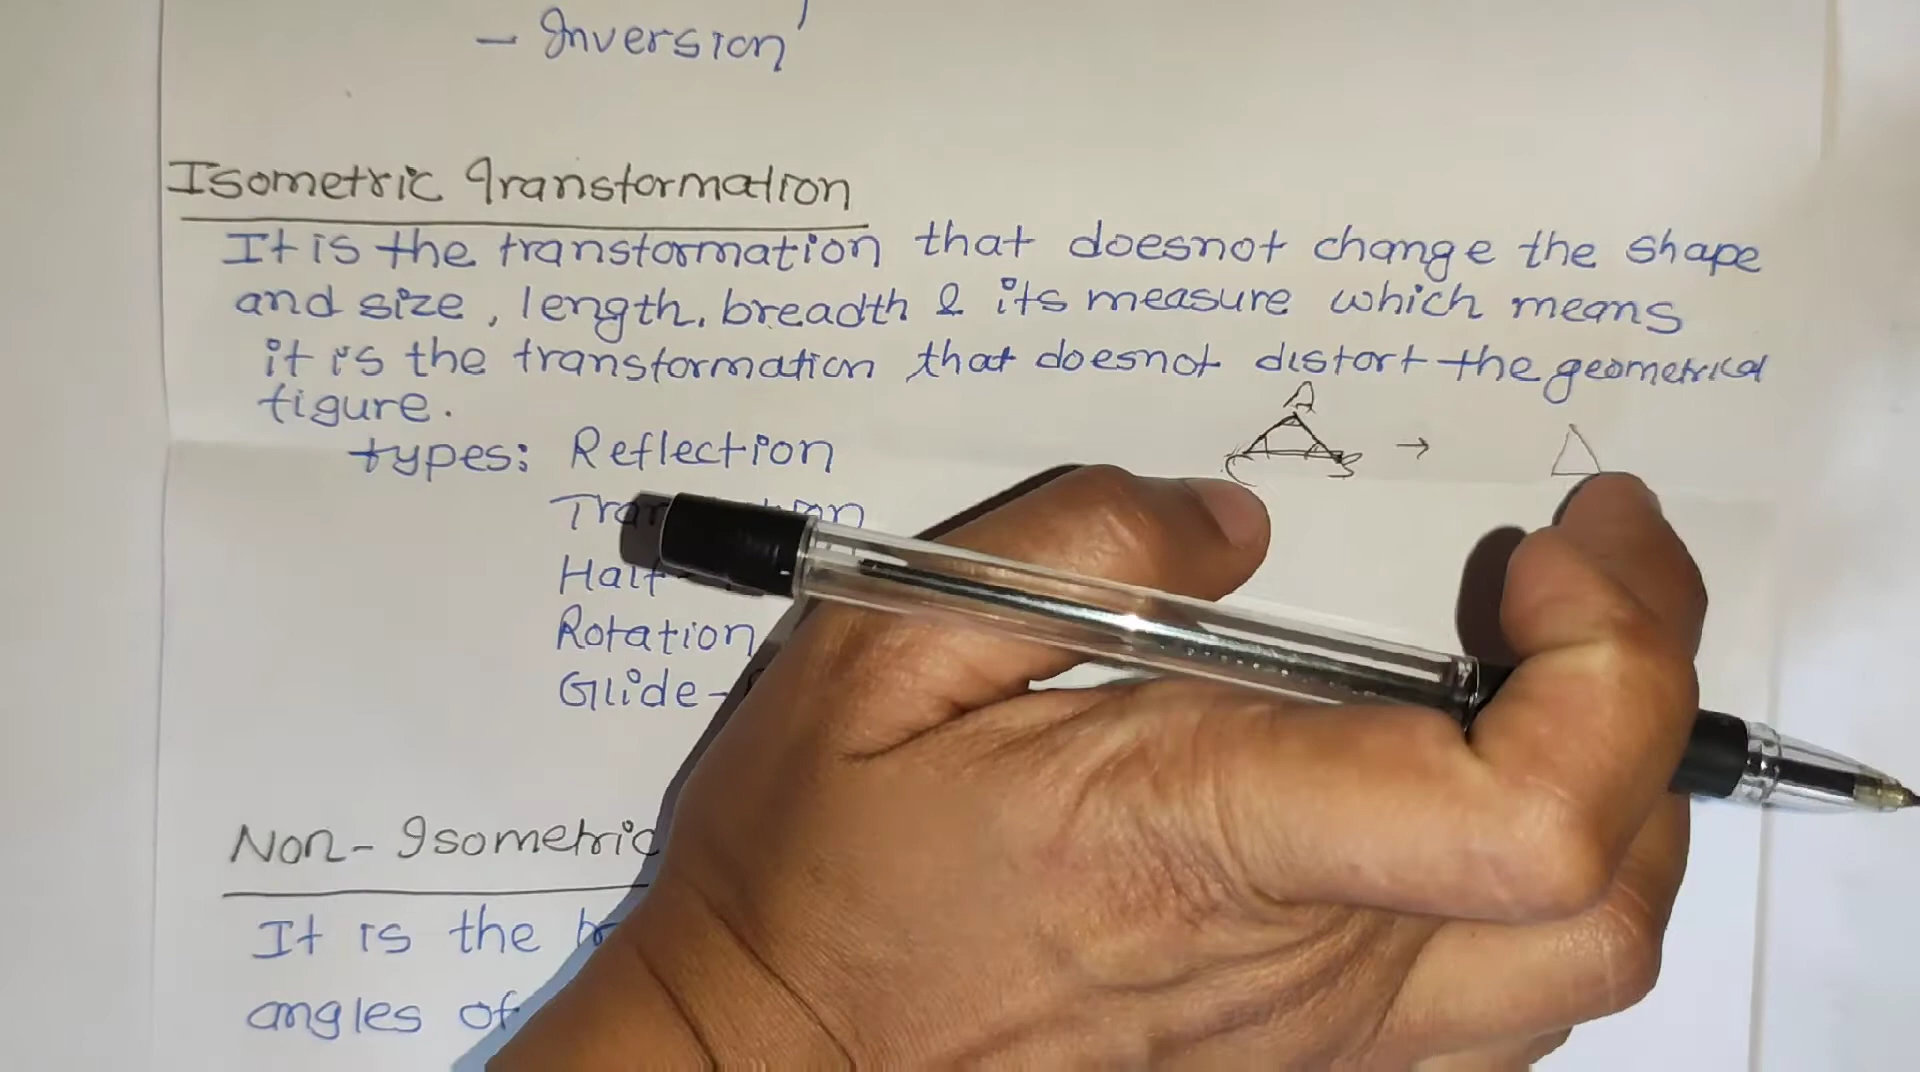 - Inversion
Isometric Transformation
It is the transformation that doesnot change the shape
and size, length, breadth & its measure which means
it is the transformation that doesnot distort the geometrical
figure.
A
C B →
types: Reflection
Half-
Rotation
Glide-
Non-Isometric
It is the
angles of